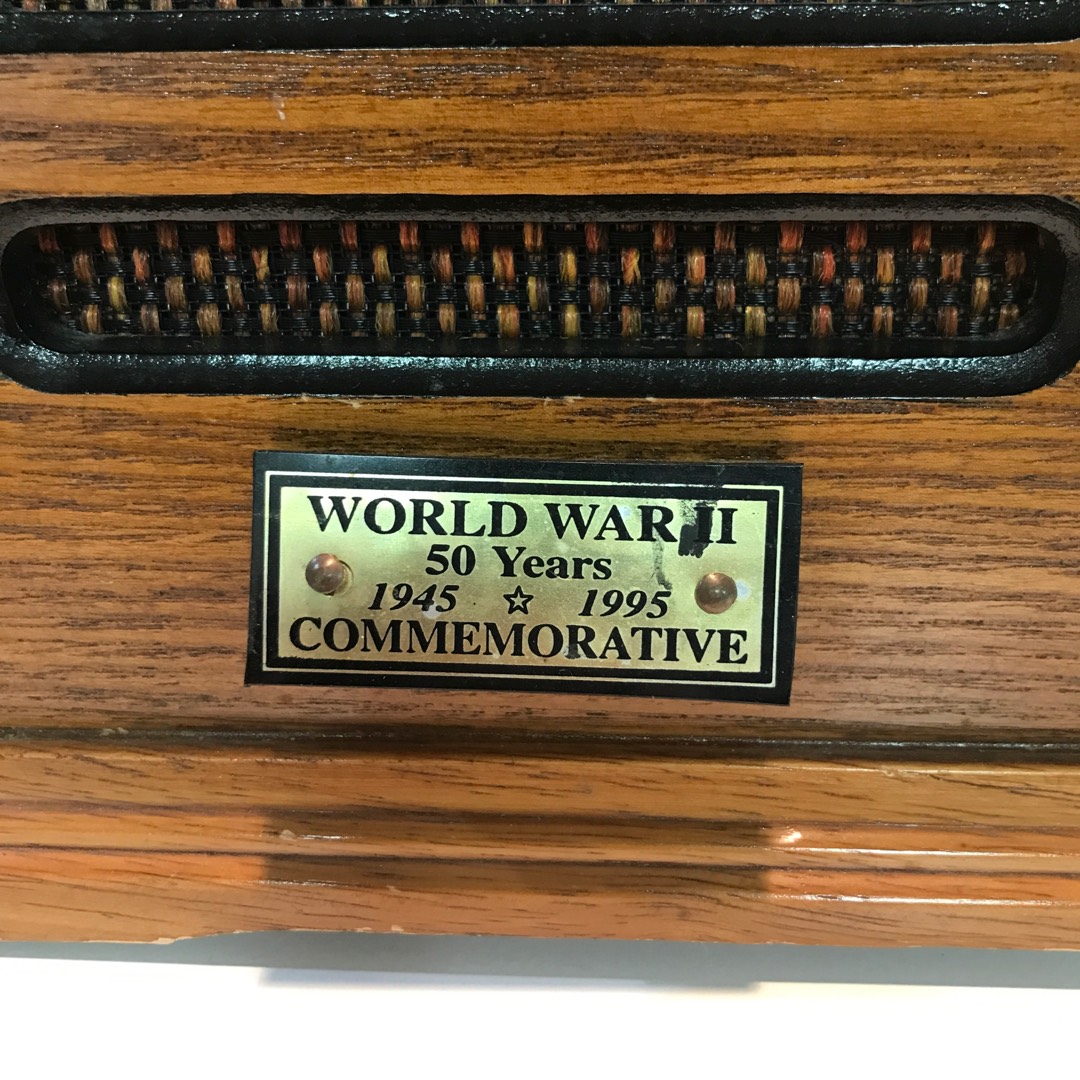 WORLD WAR II
50 Years
1945 ☆ 1995
COMMEMORATIVE